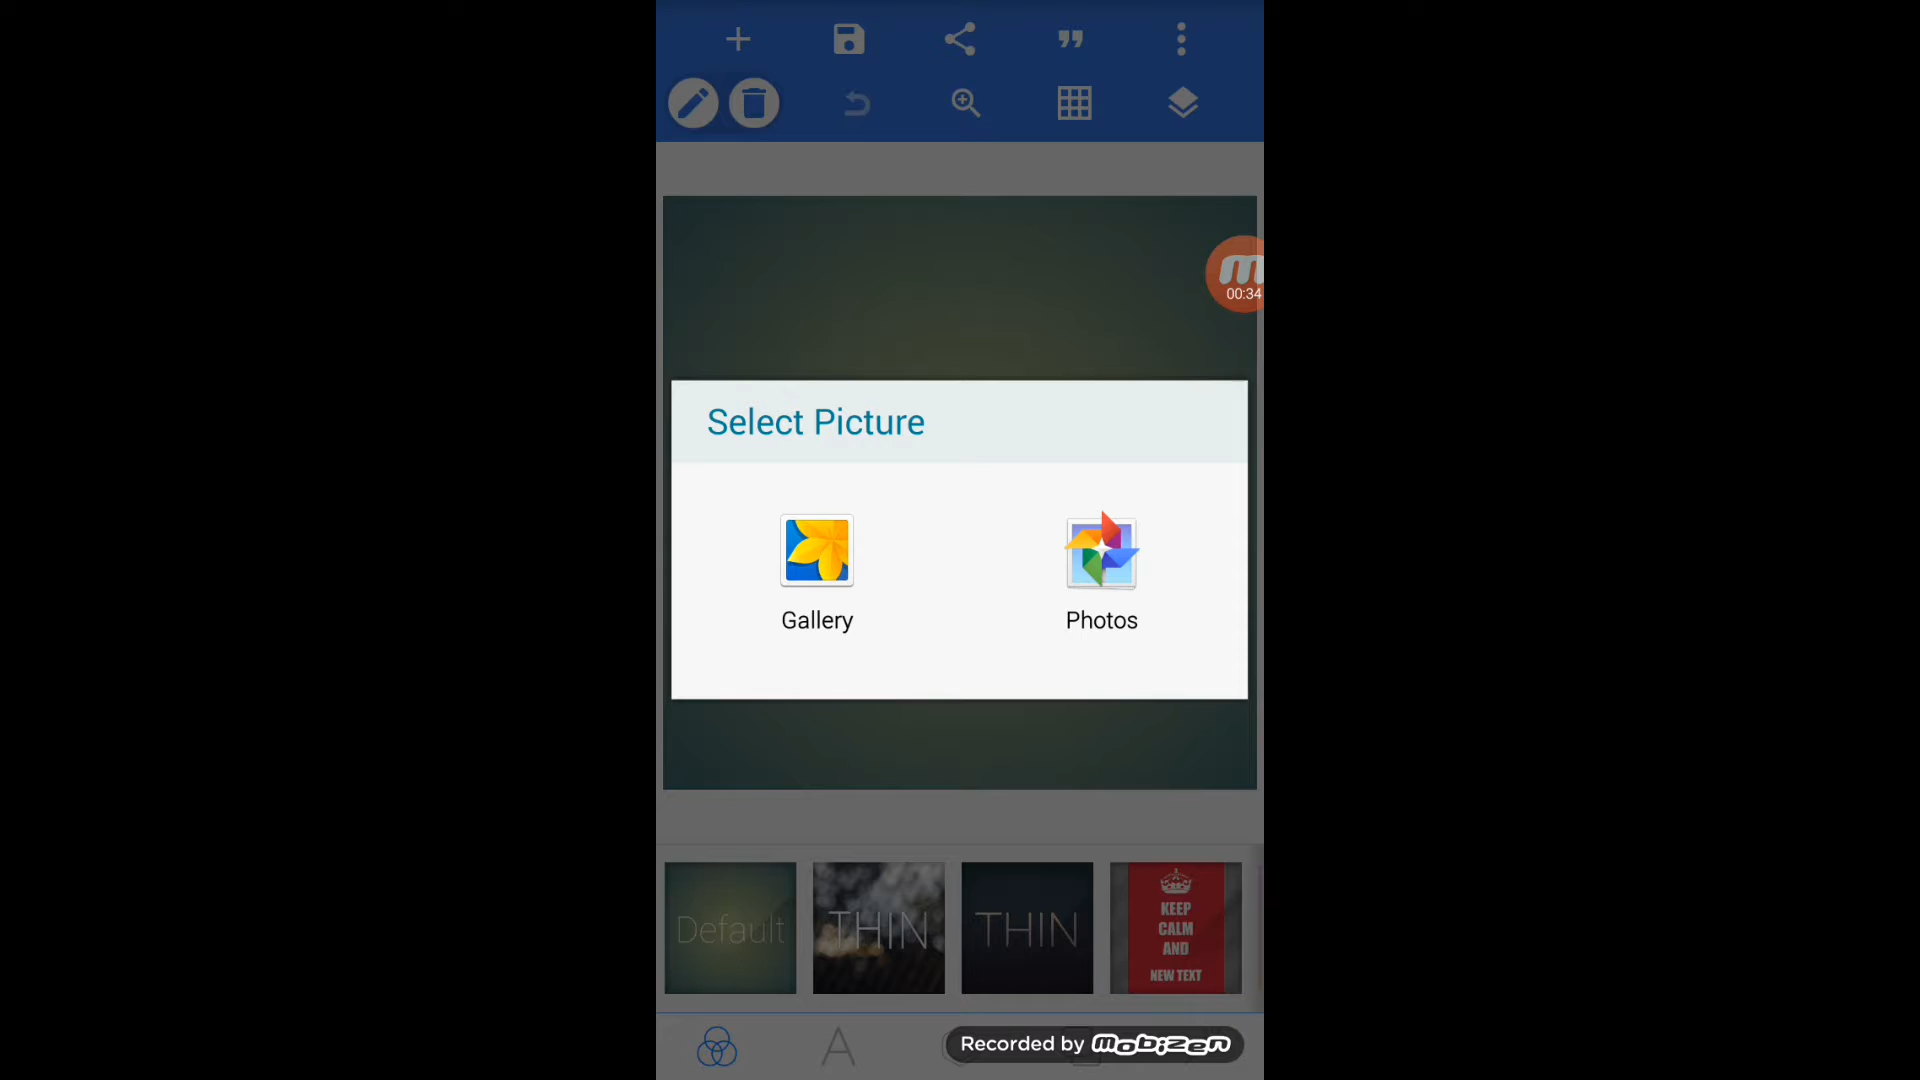 00:34
Select Picture
Gallery
Photos
Default
THIN
THIN
KEEP
CALM
AND
NEW TEXT
A
Recorded by mobizen